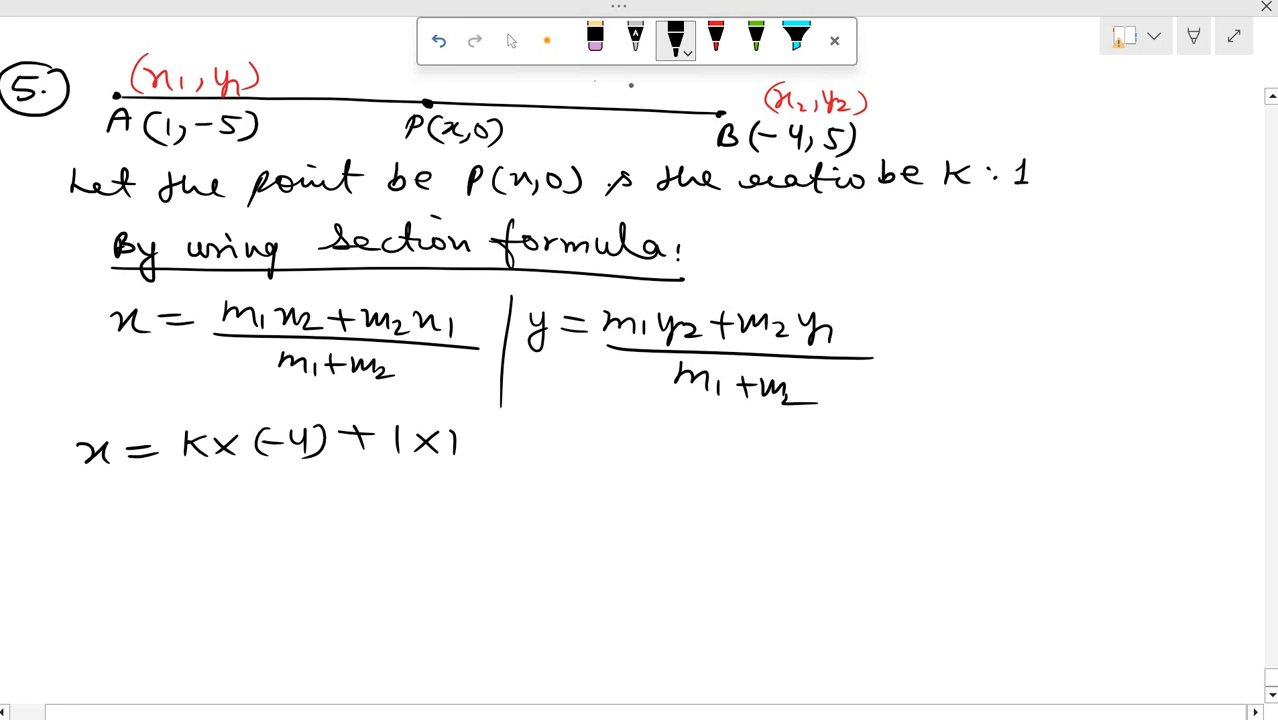 5.
(x1, y1)
(x2, y2)
A (1, -5)
P(x, 0)
B (-4, 5)
Let the point be P(x, 0) & the ratio be K : 1
By using section formula:
x = m1x2 + m2x1 / m1 + m2 | y = m1y2 + m2y1 / m1 + m2
x = K × (-4) + 1 × 1